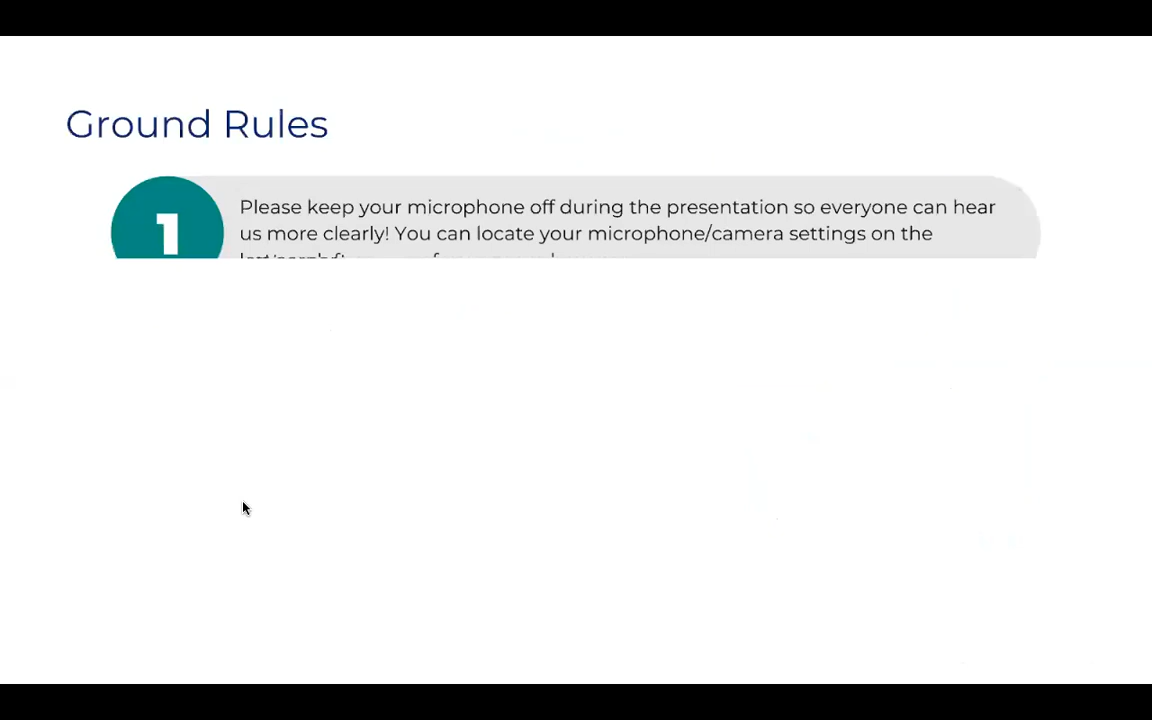 Ground Rules
1
Please keep your microphone off during the presentation so everyone can hear
us more clearly! You can locate your microphone/camera settings on the